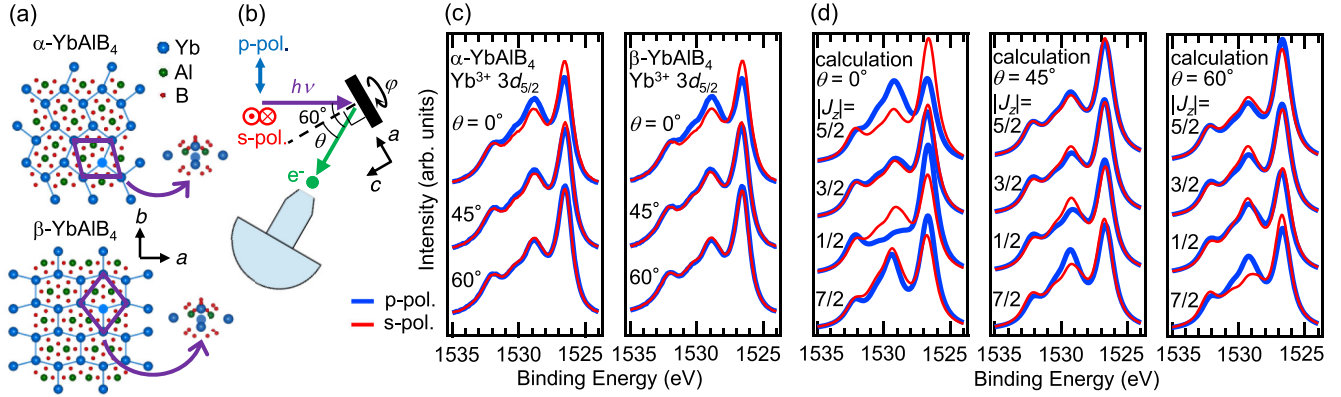 (a)
α-YbAlB4
Yb
Al
B
b
a
β-YbAlB4
(b)
p-pol.
hν
φ
60°
s-pol.
θ
a
c
e-
p-pol.
s-pol.
(c)
Intensity (arb. units)
α-YbAlB4
Yb3+ 3d5/2
θ = 0°
45°
60°
1535 1530 1525
β-YbAlB4
Yb3+ 3d5/2
θ = 0°
45°
60°
1535 1530 1525
Binding Energy (eV)
(d)
calculation
θ = 0°
|Jz|=
5/2
3/2
1/2
7/2
1535 1530 1525
calculation
θ = 45°
|Jz|=
5/2
3/2
1/2
7/2
1535 1530 1525
calculation
θ = 60°
|Jz|=
5/2
3/2
1/2
7/2
1535 1530 1525
Binding Energy (eV)